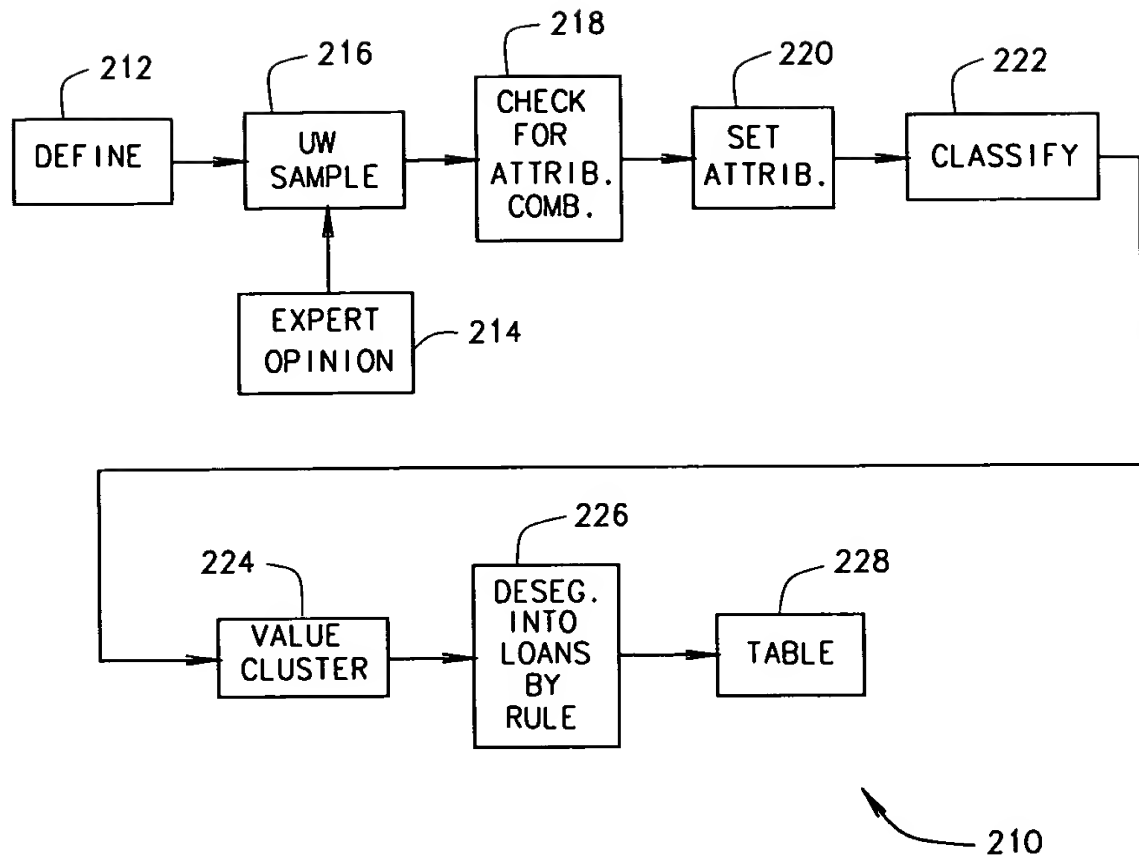 212
DEFINE
216
UW
SAMPLE
218
CHECK
FOR
ATTRIB.
COMB.
220
SET
ATTRIB.
222
CLASSIFY
EXPERT
OPINION
214
224
VALUE
CLUSTER
226
DESEG.
INTO
LOANS
BY
RULE
228
TABLE
210